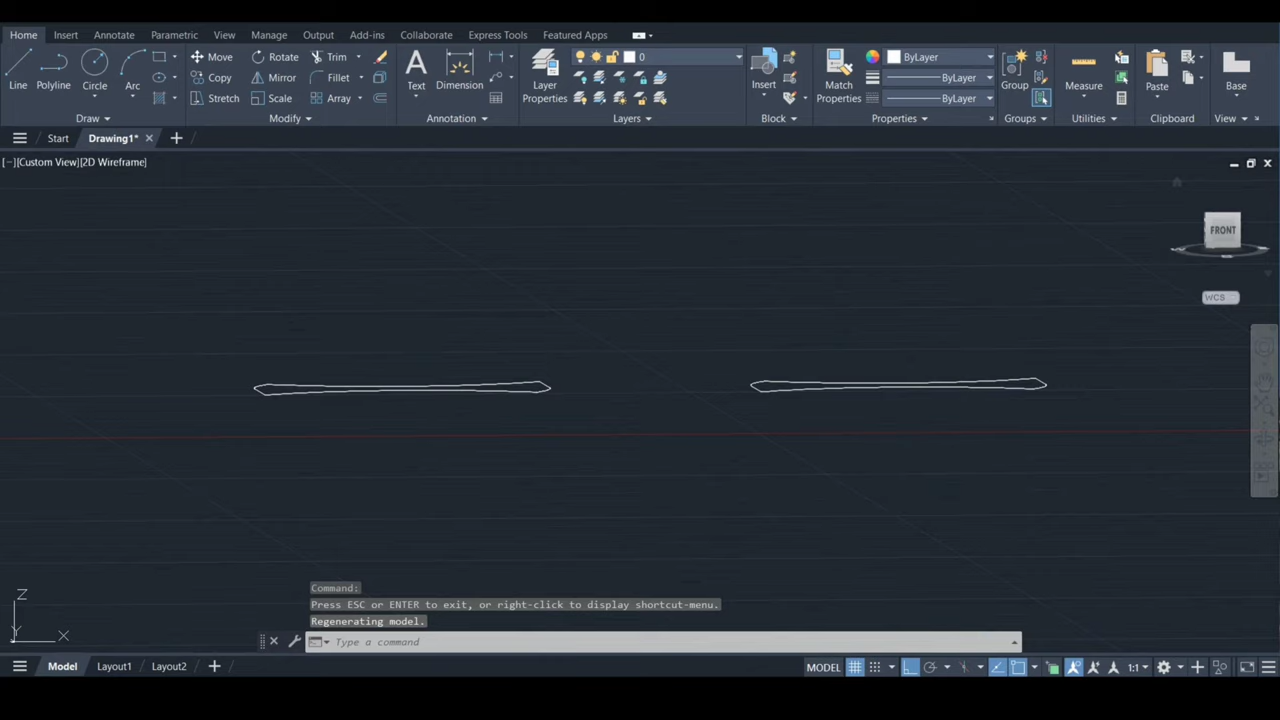 Home Insert Annotate Parametric View Manage Output Add-ins Collaborate Express Tools Featured Apps
Line Polyline Circle Arc
Move Rotate Trim
Copy Mirror Fillet
Stretch Scale Array
Text Dimension
Layer Properties
0
Insert
Match Properties
ByLayer
ByLayer
ByLayer
Group
Measure
Paste
Base
Draw Modify Annotation Layers Block Properties Groups Utilities Clipboard View
Start Drawing1*
[−][Custom View][2D Wireframe]
FRONT
WCS
Z
Y
X
Command:
Press ESC or ENTER to exit, or right-click to display shortcut-menu.
Regenerating model.
Type a command
Model Layout1 Layout2
MODEL 1:1